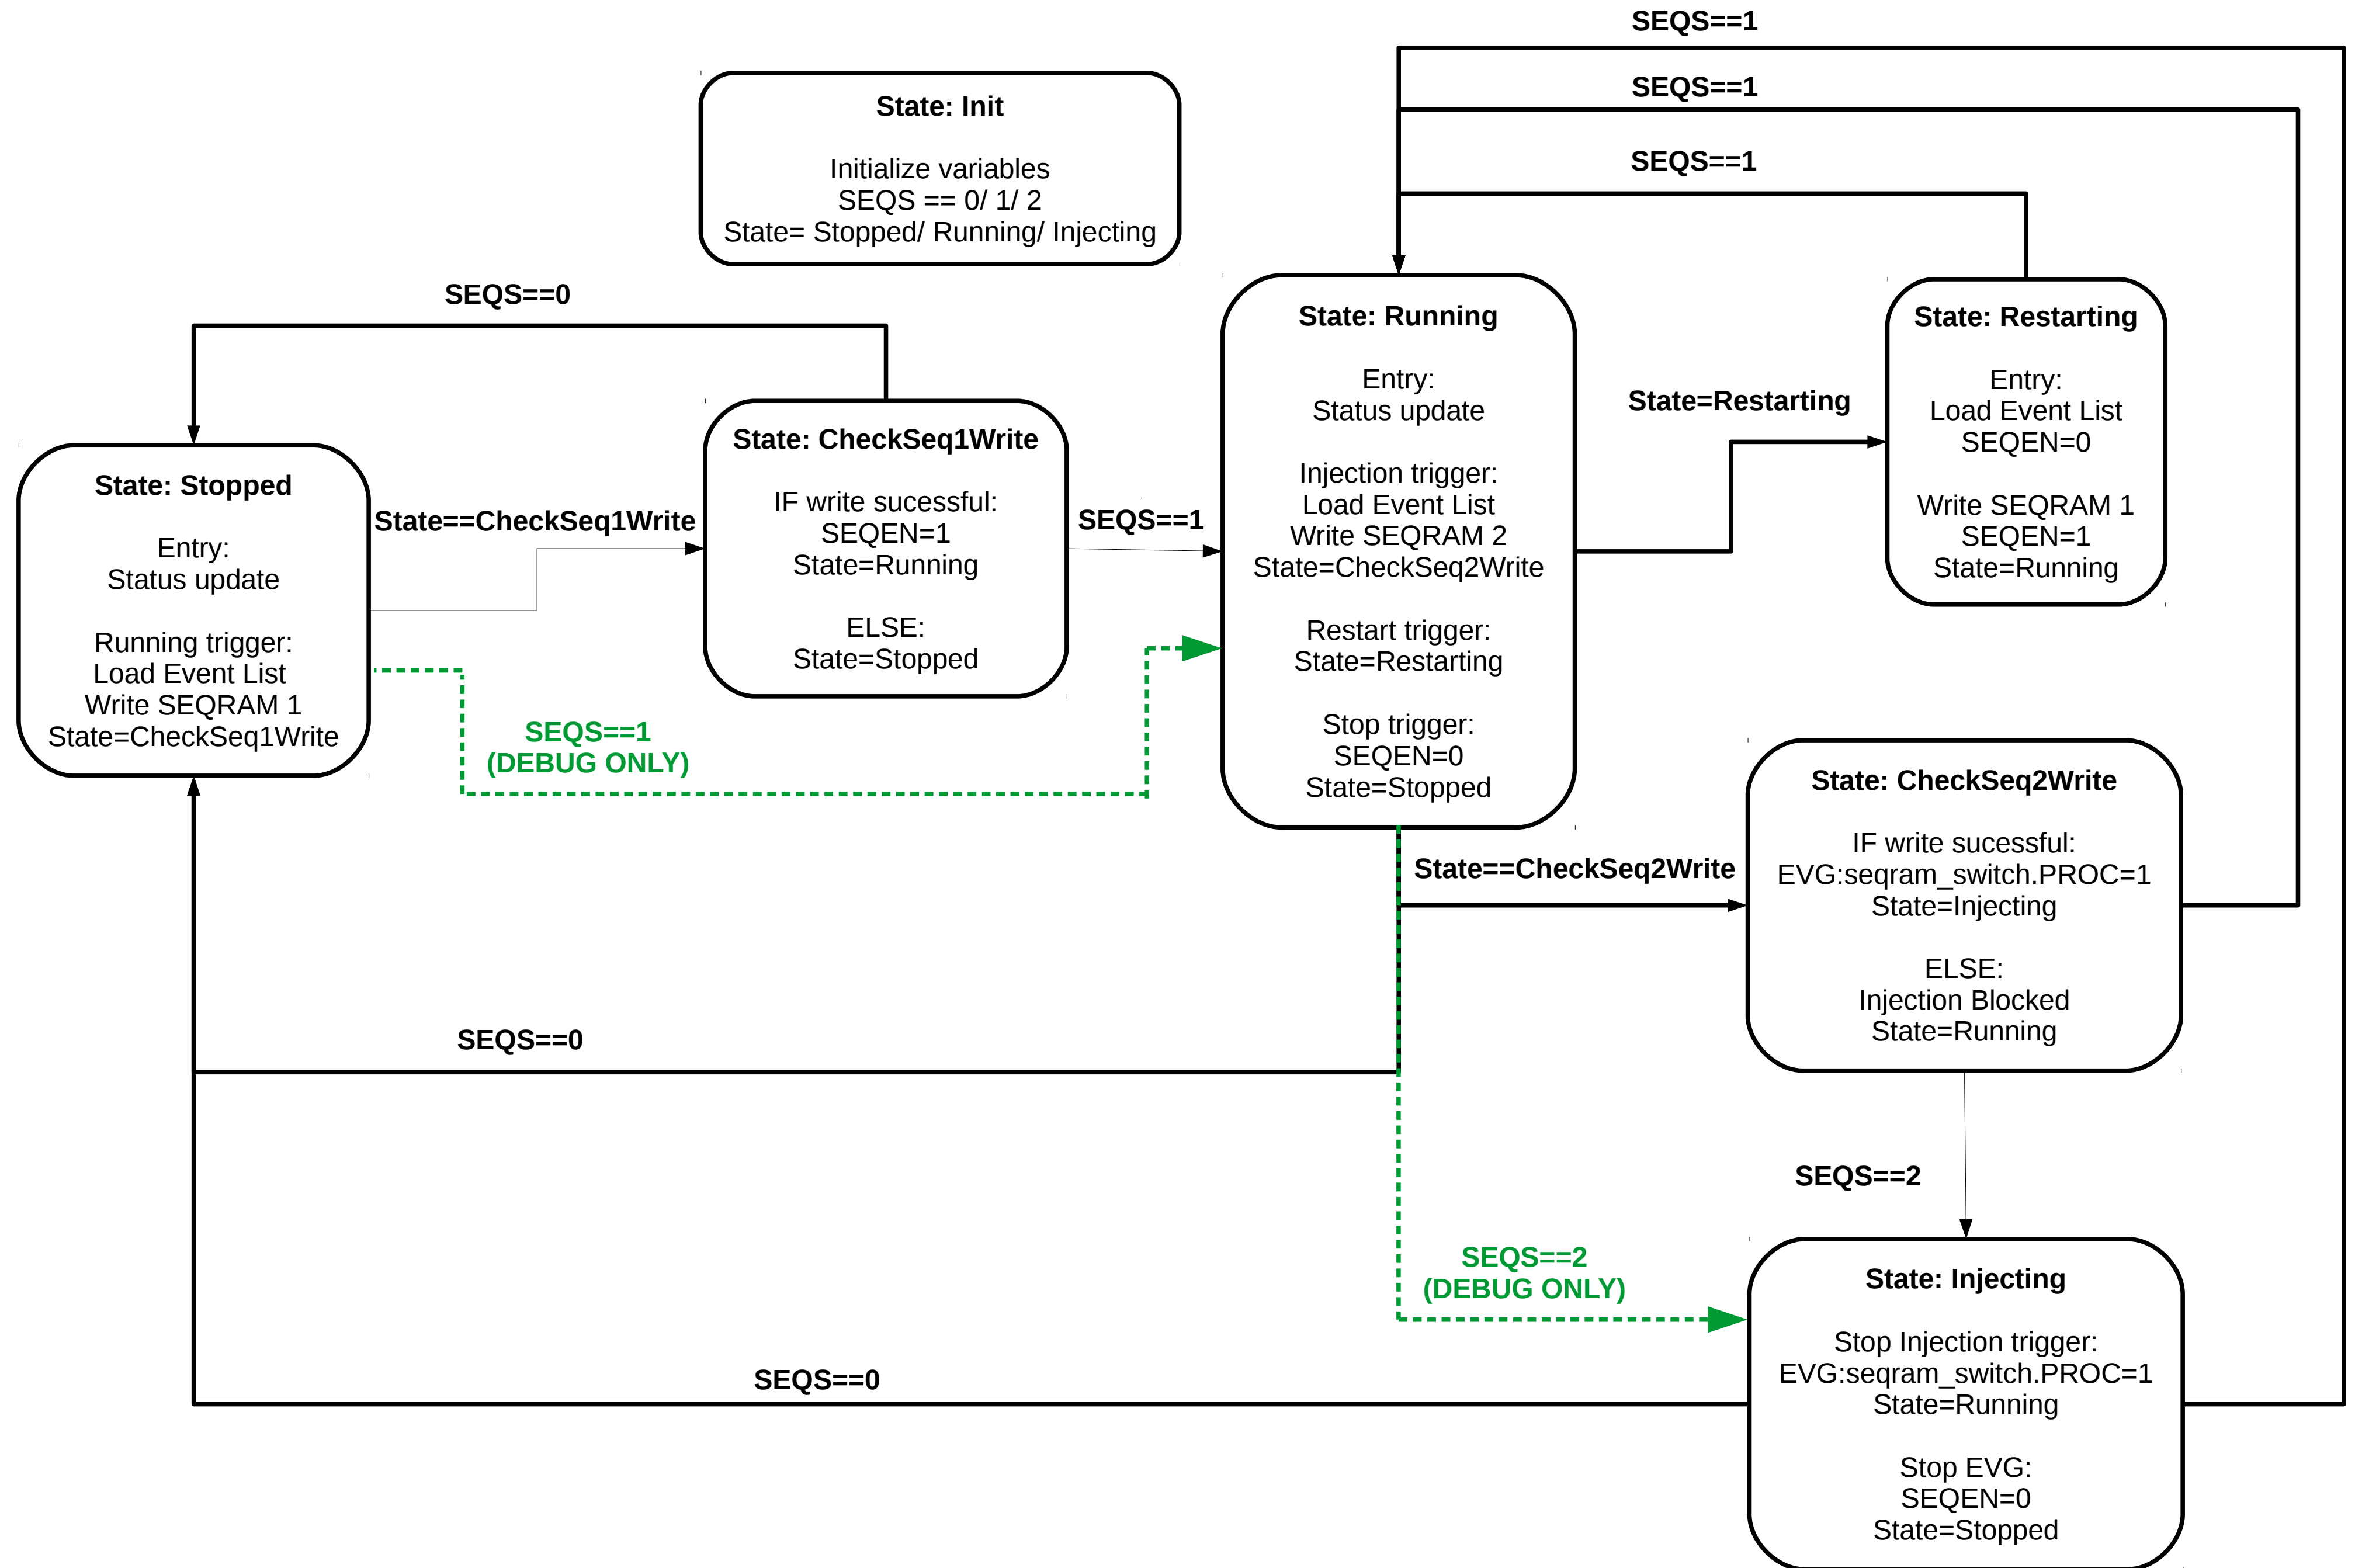 SEQS==1
SEQS==1
SEQS==1
State: Init
Initialize variables
SEQS == 0/ 1/ 2
State= Stopped/ Running/ Injecting
SEQS==0
State: Stopped
Entry:
Status update
Running trigger:
Load Event List
Write SEQRAM 1
State=CheckSeq1Write
State==CheckSeq1Write
State: CheckSeq1Write
IF write sucessful:
SEQEN=1
State=Running
ELSE:
State=Stopped
SEQS==1
SEQS==1
(DEBUG ONLY)
State: Running
Entry:
Status update
Injection trigger:
Load Event List
Write SEQRAM 2
State=CheckSeq2Write
Restart trigger:
State=Restarting
Stop trigger:
SEQEN=0
State=Stopped
State=Restarting
State: Restarting
Entry:
Load Event List
SEQEN=0
Write SEQRAM 1
SEQEN=1
State=Running
State==CheckSeq2Write
State: CheckSeq2Write
IF write sucessful:
EVG:seqram_switch.PROC=1
State=Injecting
ELSE:
Injection Blocked
State=Running
SEQS==0
SEQS==2
SEQS==2
(DEBUG ONLY)
State: Injecting
Stop Injection trigger:
EVG:seqram_switch.PROC=1
State=Running
Stop EVG:
SEQEN=0
State=Stopped
SEQS==0